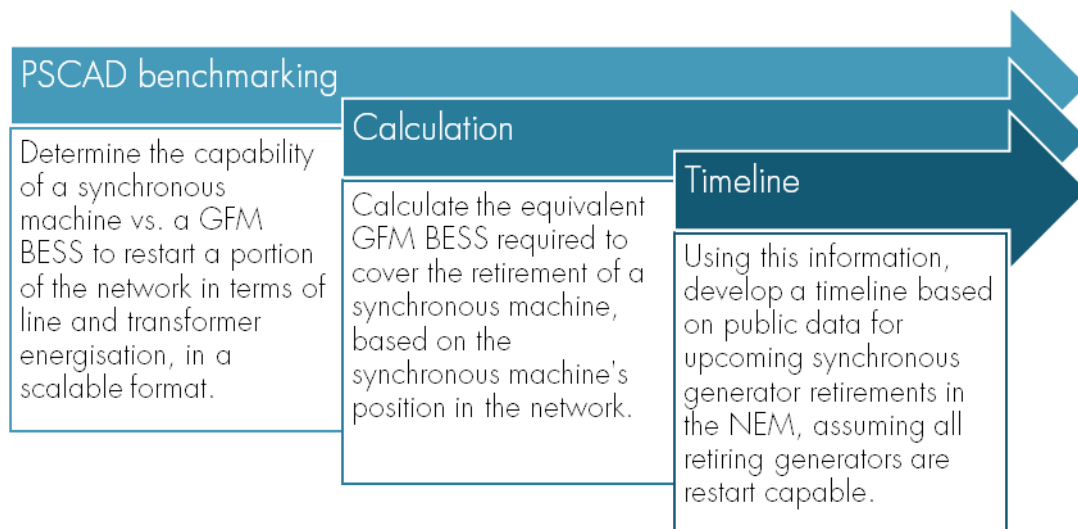 PSCAD benchmarking
Determine the capability
of a synchronous
machine vs. a GFM
BESS to restart a portion
of the network in terms of
line and transformer
energisation, in a
scalable format.
Calculation
Calculate the equivalent
GFM BESS required to
cover the retirement of a
synchronous machine,
based on the
synchronous machine's
position in the network.
Timeline
Using this information,
develop a timeline based
on public data for
upcoming synchronous
generator retirements in
the NEM, assuming all
retiring generators are
restart capable.